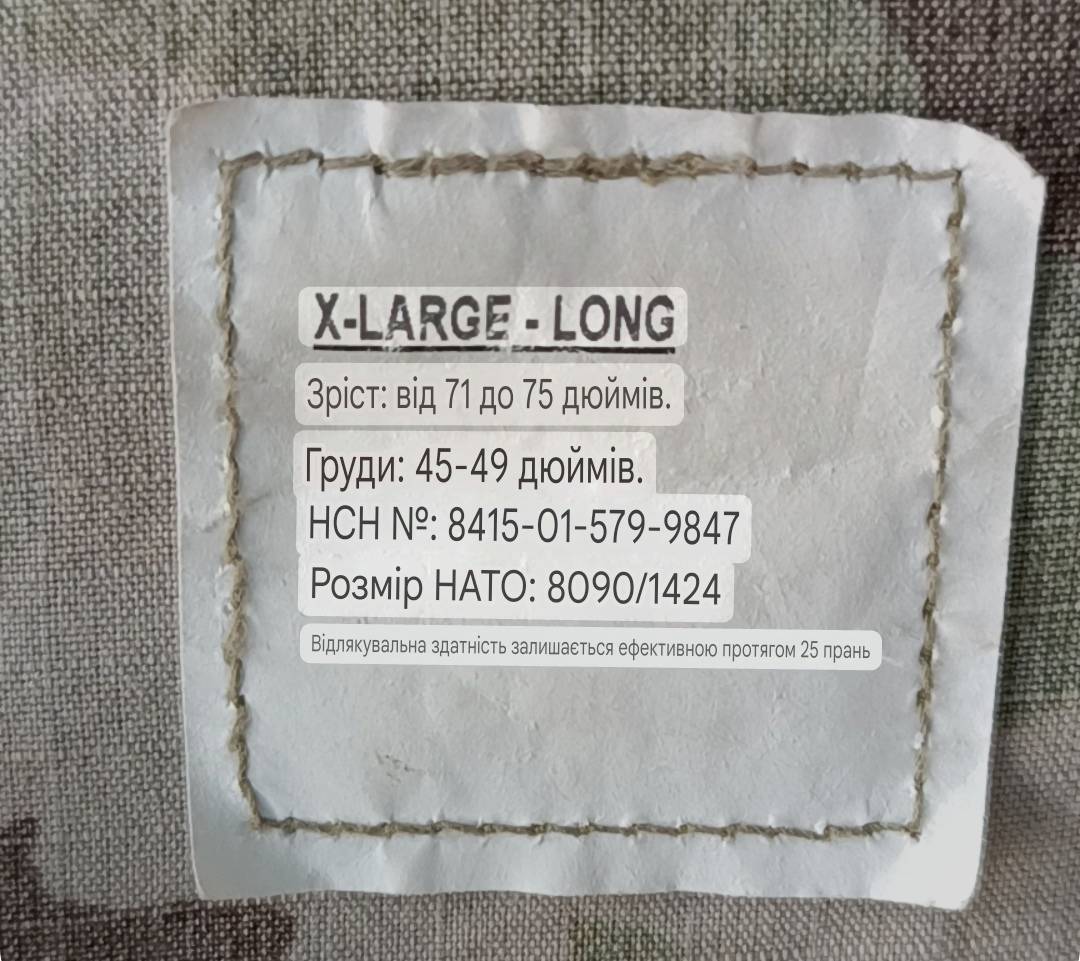 X-LARGE - LONG
Зріст: від 71 до 75 дюймів.
Груди: 45-49 дюймів.
НСН №: 8415-01-579-9847
Розмір НАТО: 8090/1424
Відлякувальна здатність залишається ефективною протягом 25 прань